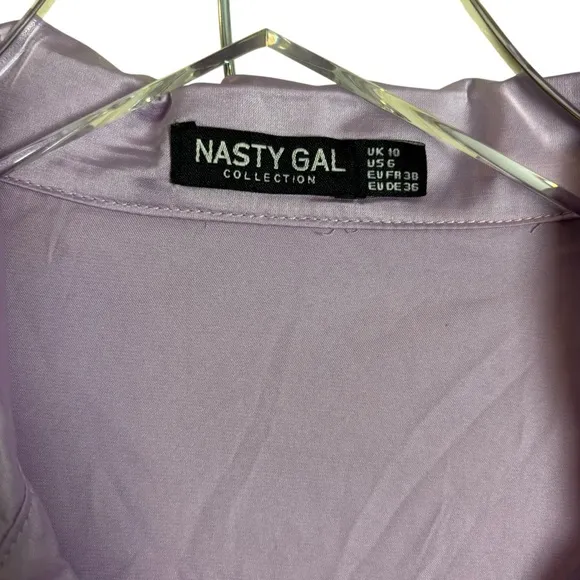 NASTY GAL
COLLECTION
UK 10
US 6
EU FR 38
EU DE 36